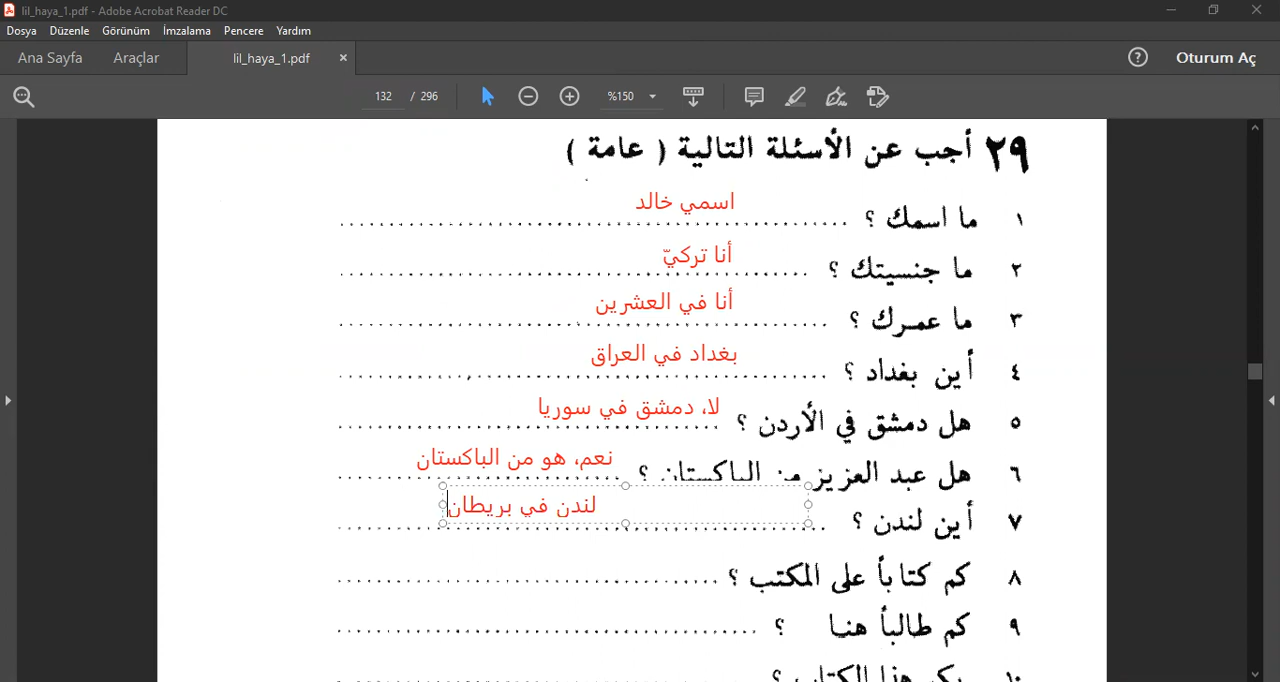 lil_haya_1.pdf - Adobe Acrobat Reader DC
Dosya Düzenle Görünüm İmzalama Pencere Yardım
Ana Sayfa Araçlar lil_haya_1.pdf × ? Oturum Aç
132 / 296 %150
٢٩ أجب عن الأسئلة التالية ( عامة )
اسمي خالد
١ ما اسمك ؟
أنا تركيّ
٢ ما جنسيتك ؟
أنا في العشرين
٣ ما عمرك ؟
بغداد في العراق
٤ أين بغداد ؟
لا، دمشق في سوريا
٥ هل دمشق في الأردن ؟
نعم، هو من الباكستان
٦ هل عبد العزيز من الباكستان ؟
لندن في بريطان
٧ أين لندن ؟
٨ كم كتاباً على المكتب ؟
٩ كم طالباً هنا ؟
١٠ بكم هذا الكتاب ؟